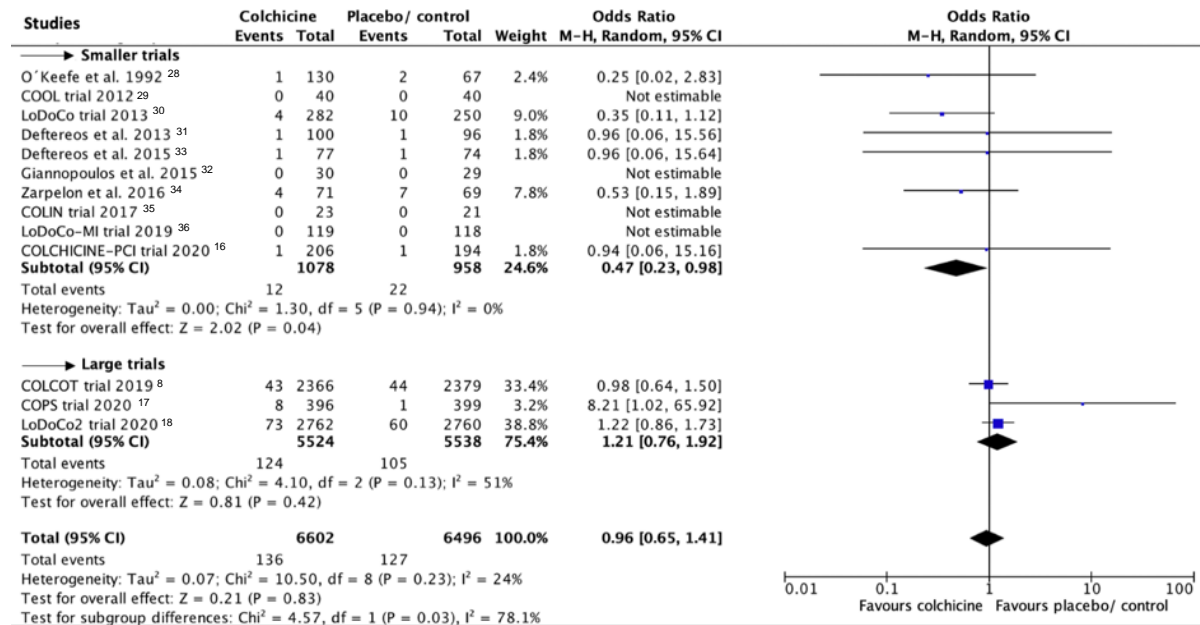 Studies Colchicine Placebo/ control Odds Ratio Odds Ratio
Events Total Events Total Weight M-H, Random, 95% CI M-H, Random, 95% CI
Smaller trials
O´Keefe et al. 1992 28 1 130 2 67 2.4% 0.25 [0.02, 2.83]
COOL trial 2012 29 0 40 0 40 Not estimable
LoDoCo trial 2013 30 4 282 10 250 9.0% 0.35 [0.11, 1.12]
Deftereos et al. 2013 31 1 100 1 96 1.8% 0.96 [0.06, 15.56]
Deftereos et al. 2015 33 1 77 1 74 1.8% 0.96 [0.06, 15.64]
Giannopoulos et al. 2015 32 0 30 0 29 Not estimable
Zarpelon et al. 2016 34 4 71 7 69 7.8% 0.53 [0.15, 1.89]
COLIN trial 2017 35 0 23 0 21 Not estimable
LoDoCo-MI trial 2019 36 0 119 0 118 Not estimable
COLCHICINE-PCI trial 2020 16 1 206 1 194 1.8% 0.94 [0.06, 15.16]
Subtotal (95% CI) 1078 958 24.6% 0.47 [0.23, 0.98]
Total events 12 22
Heterogeneity: Tau² = 0.00; Chi² = 1.30, df = 5 (P = 0.94); I² = 0%
Test for overall effect: Z = 2.02 (P = 0.04)
Large trials
COLCOT trial 2019 8 43 2366 44 2379 33.4% 0.98 [0.64, 1.50]
COPS trial 2020 17 8 396 1 399 3.2% 8.21 [1.02, 65.92]
LoDoCo2 trial 2020 18 73 2762 60 2760 38.8% 1.22 [0.86, 1.73]
Subtotal (95% CI) 5524 5538 75.4% 1.21 [0.76, 1.92]
Total events 124 105
Heterogeneity: Tau² = 0.08; Chi² = 4.10, df = 2 (P = 0.13); I² = 51%
Test for overall effect: Z = 0.81 (P = 0.42)
Total (95% CI) 6602 6496 100.0% 0.96 [0.65, 1.41]
Total events 136 127
Heterogeneity: Tau² = 0.07; Chi² = 10.50, df = 8 (P = 0.23); I² = 24%
Test for overall effect: Z = 0.21 (P = 0.83)
Test for subgroup differences: Chi² = 4.57, df = 1 (P = 0.03), I² = 78.1%
0.01 0.1 1 10 100
Favours colchicine Favours placebo/ control